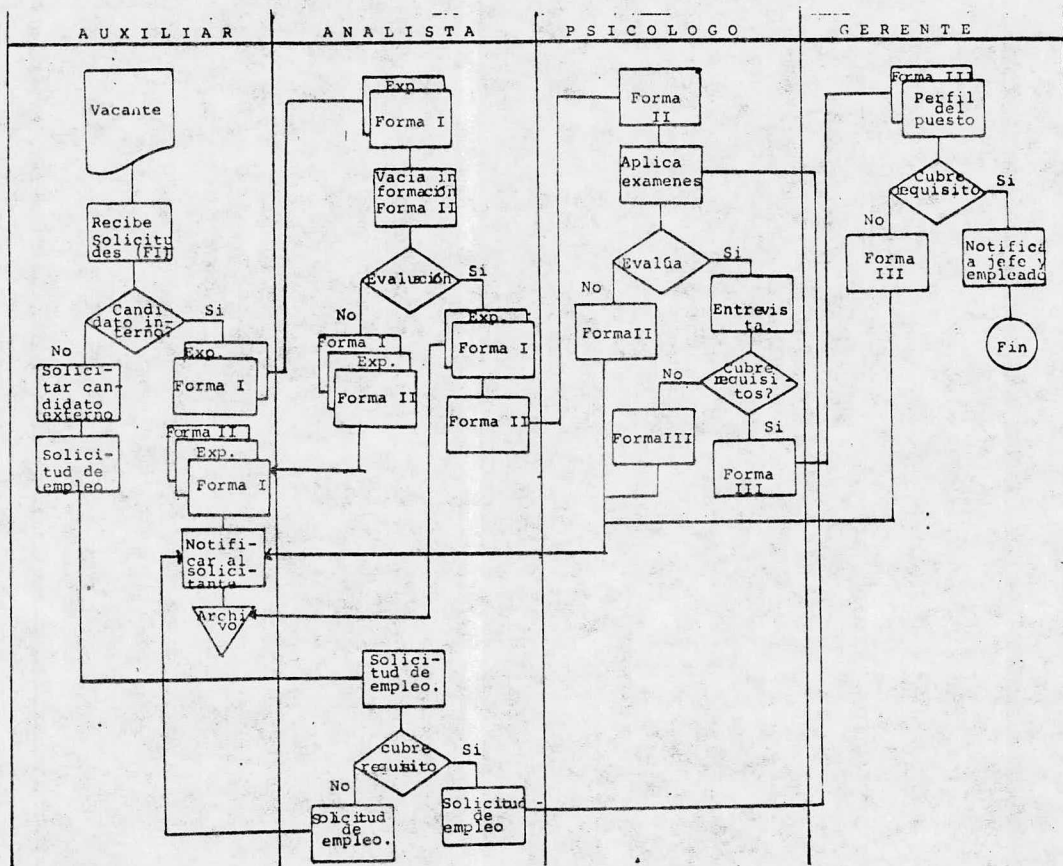 AUXILIAR
ANALISTA
PSICOLOGO
GERENTE
Vacante
Recibe
Solicitu
des (FI)
Candi
dato in-
terno
Si
No
Solici-
tar can-
didato
externo
Solici-
tud de
empleo
Exp.
Forma I
Forma II
Exp.
Forma I
Notifi-
car al
solici-
tante
Archi
vo
Exp.
Forma I
Vacia in
formación
Forma II
Evalución
Si
No
Forma I
Exp.
Forma II
Exp.
Forma I
Forma II
Solici-
tud de
empleo.
cubre
requisito
Si
No
Solicitud
de
empleo.
Solicitud
de
empleo
Forma
II
Aplica
examenes
Evalúa
Si
No
FormaII
Entrevis
ta.
Cubre
requisi
tos?
No
Si
FormaIII
Forma
III
Forma III
Perfil
del
puesto
Cubre
requisito
Si
No
Forma
III
Notifica
a jefe y
empleado
Fin